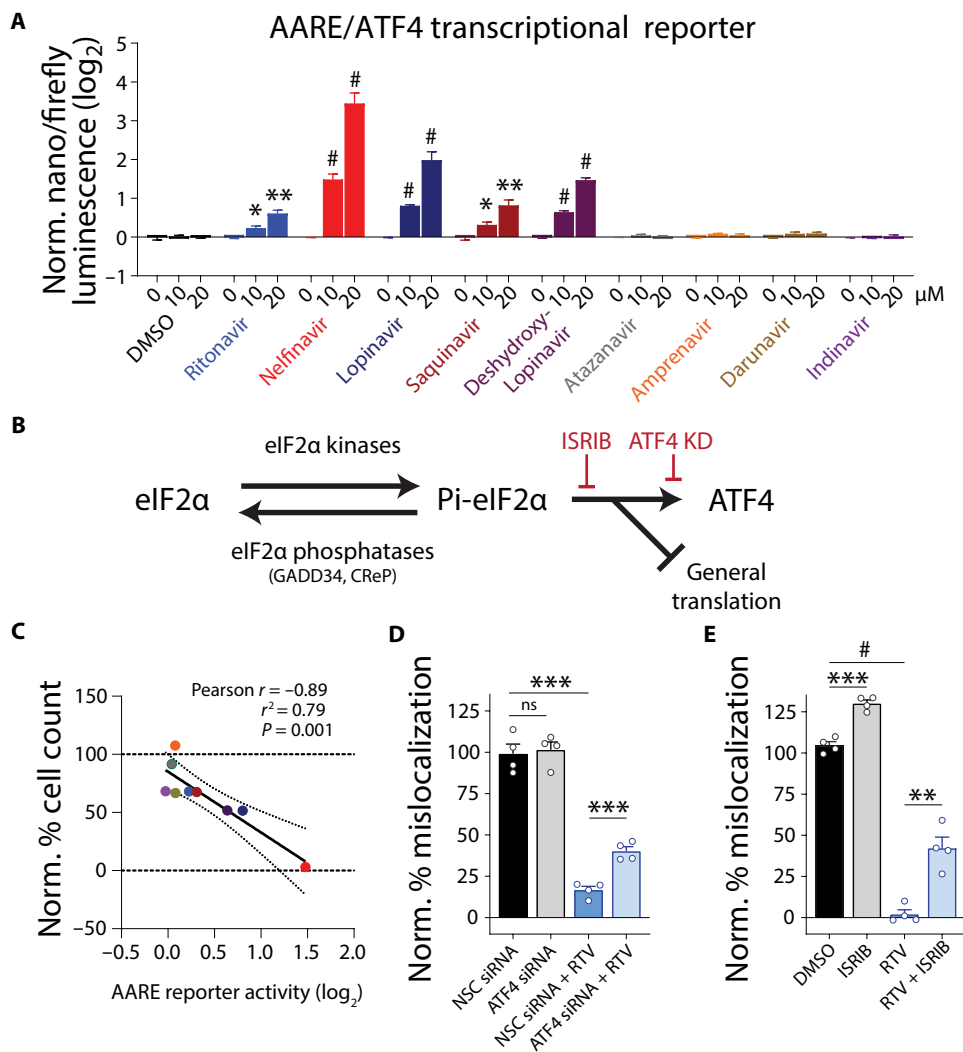 A
AARE/ATF4 transcriptional reporter
Norm. nano/firefly
luminescence (log2)
5
4
3
2
1
0
−1
* ** # # # # * ** # #
0 10 20 0 10 20 0 10 20 0 10 20 0 10 20 0 10 20 0 10 20 0 10 20 0 10 20 0 10 20 μM
DMSO
Ritonavir
Nelfinavir
Lopinavir
Saquinavir
Deshydroxy-
Lopinavir
Atazanavir
Amprenavir
Darunavir
Indinavir
B
eIF2α kinases
ISRIB ATF4 KD
eIF2α Pi-eIF2α ATF4
eIF2α phosphatases
(GADD34, CReP)
General
translation
C
Norm. % cell count
150
100
50
0
−50
Pearson r = −0.89
r2 = 0.79
P = 0.001
−0.5 0.0 0.5 1.0 1.5 2.0
AARE reporter activity (log2)
D
Norm. % mislocalization
125
100
75
50
25
0
***
ns
***
NSC siRNA
ATF4 siRNA
NSC siRNA + RTV
ATF4 siRNA + RTV
E
Norm. % mislocalization
125
100
75
50
25
0
#
***
**
DMSO
ISRIB
RTV
RTV + ISRIB